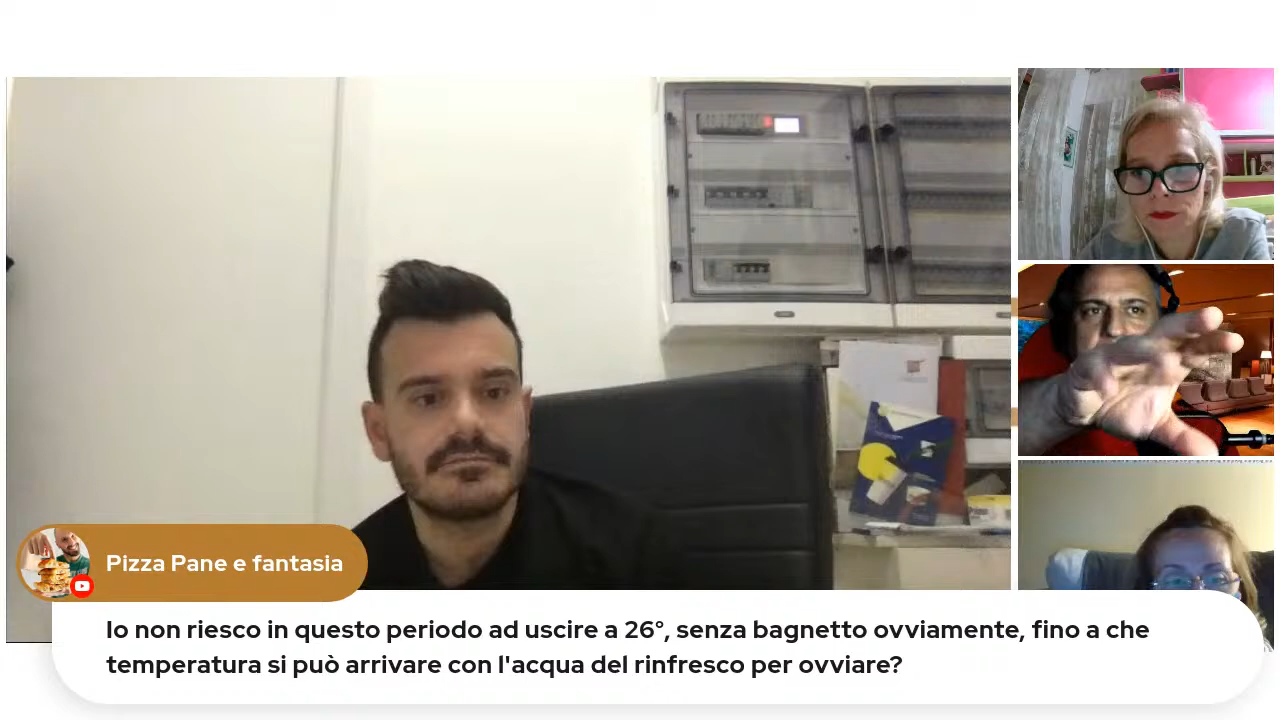 Pizza Pane e fantasia
Io non riesco in questo periodo ad uscire a 26°, senza bagnetto ovviamente, fino a che
temperatura si può arrivare con l'acqua del rinfresco per ovviare?